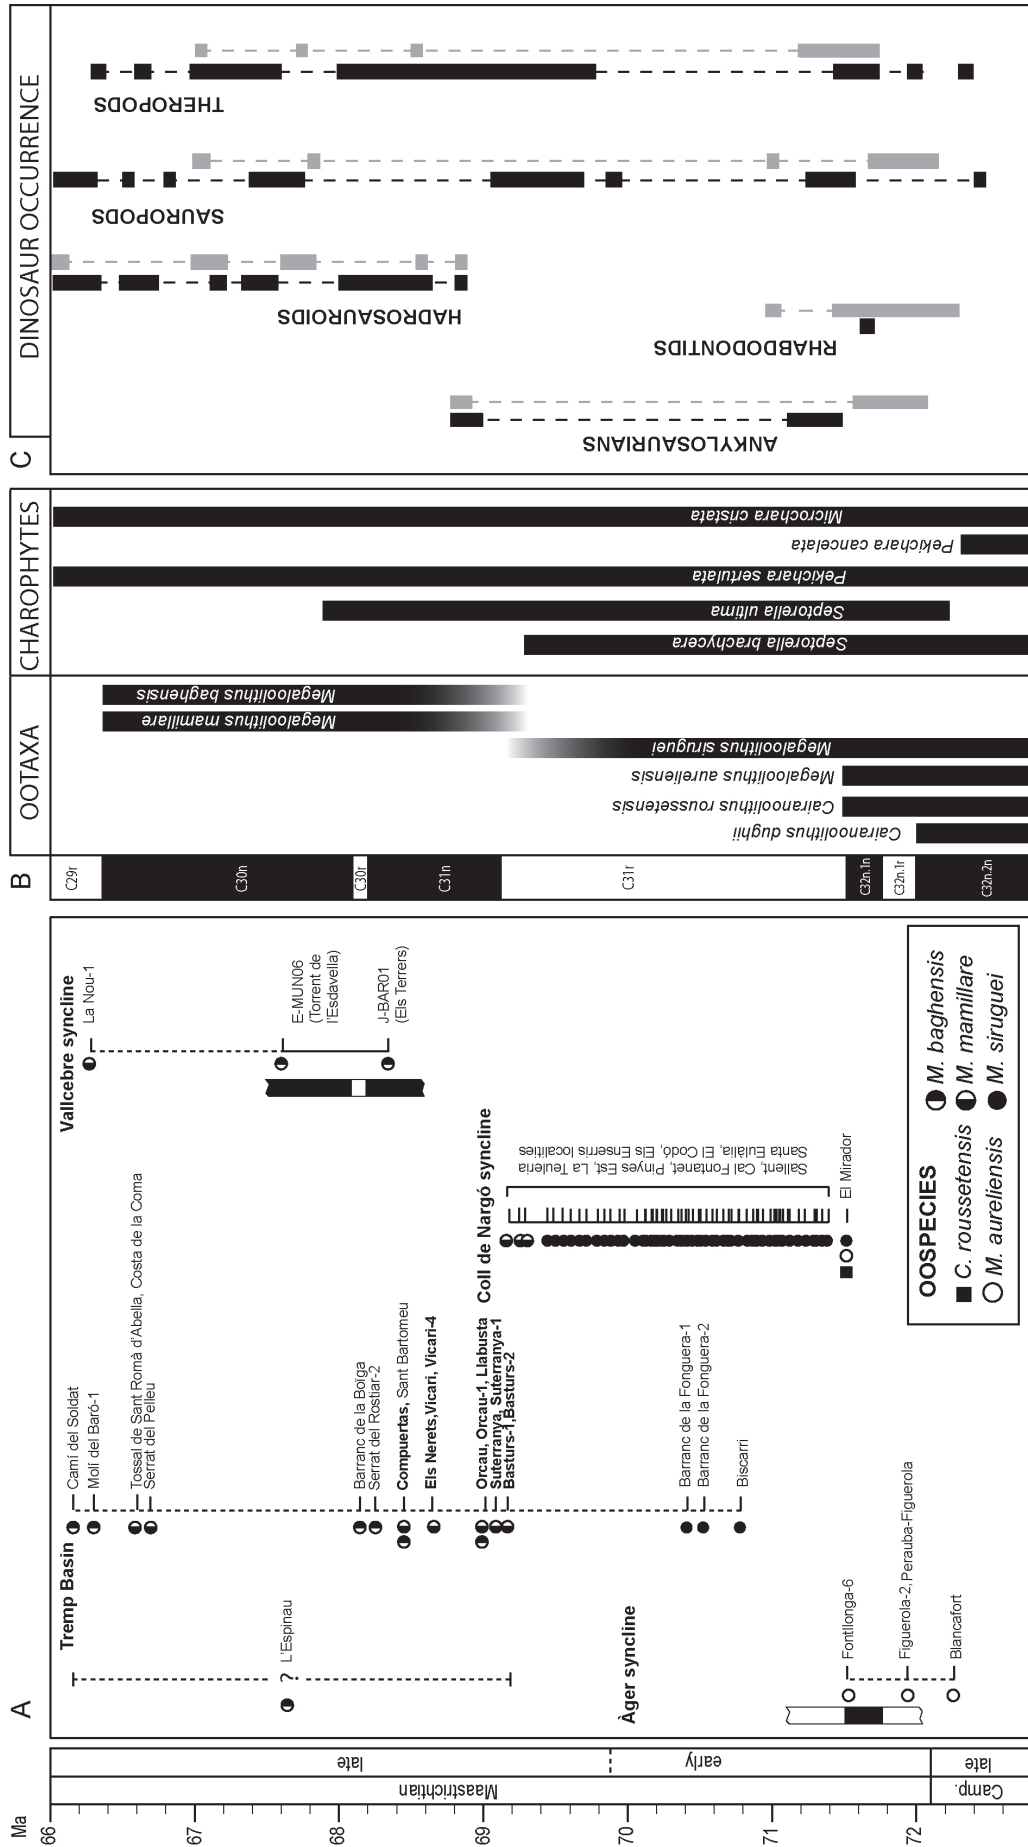 A
Ma
66
67
68
69
70
71
72
Maastrichtian
Camp.
late
early
late
Tremp Basin
Camí del Soldat
Molí del Baró-1
Tossal de Sant Romà d'Abella, Costa de la Coma
Serrat del Pelleu
L'Espinau
?
Barranc de la Boïga
Serrat del Rostiar-2
Compuertas, Sant Bartomeu
Els Nerets,Vicari, Vicari-4
Orcau, Orcau-1, Llabusta
Suterranya, Suterranya-1
Basturs-1,Basturs-2
Barranc de la Fonguera-1
Barranc de la Fonguera-2
Biscarri
Àger syncline
Fontllonga-6
Figuerola-2, Perauba-Figuerola
Blancafort
Vallcebre syncline
La Nou-1
E-MUN06
(Torrent de
l'Esdavella)
J-BAR01
(Els Terrers)
Coll de Nargó syncline
Sallent, Cal Fontanet, Pinyes Est, La Teuleria
Santa Eulàlia, El Codó, Els Enserris localities
El Mirador
OOSPECIES
C. roussetensis
M. aureliensis
M. baghensis
M. mamillare
M. siruguei
B
C29r
C30n
C30r
C31n
C31r
C32n.1n
C32n.1r
C32n.2n
OOTAXA
Cairanoolithus dughii
Cairanoolithus roussetensis
Megaloolithus aureliensis
Megaloolithus siruguei
Megaloolithus mamillare
Megaloolithus baghensis
CHAROPHYTES
Septorella brachycera
Septorella ultima
Pekichara sertulata
Pekichara cancelata
Microchara cristata
C
DINOSAUR OCCURRENCE
ANKYLOSAURIANS
RHABDODONTIDS
HADROSAUROIDS
SAUROPODS
THEROPODS